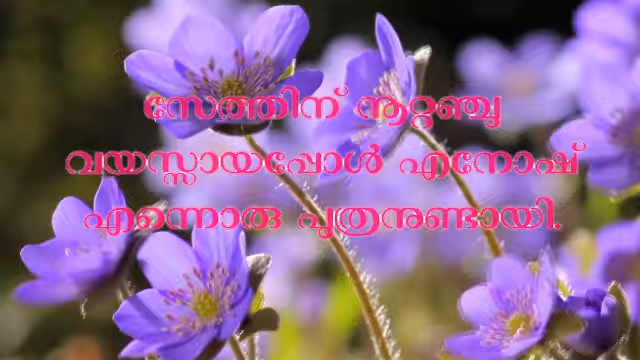 സേത്തിന് നൂറ്റഞ്ചു
വയസ്സായപ്പോൾ എനോഷ്
എന്നൊരു പുത്രനുണ്ടായി.